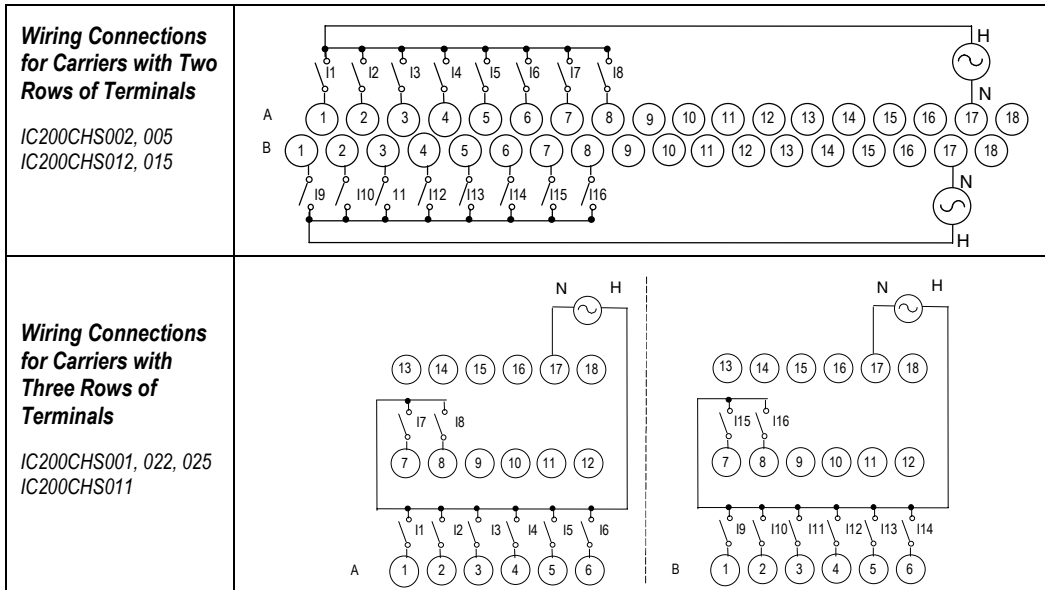 Wiring Connections
for Carriers with Two
Rows of Terminals
IC200CHS002, 005
IC200CHS012, 015
H
I1 I2 I3 I4 I5 I6 I7 I8
N
A 1 2 3 4 5 6 7 8 9 10 11 12 13 14 15 16 17 18
B 1 2 3 4 5 6 7 8 9 10 11 12 13 14 15 16 17 18
N
I9 I10 11 I12 I13 I14 I15 I16
H
Wiring Connections
for Carriers with
Three Rows of
Terminals
IC200CHS001, 022, 025
IC200CHS011
N H
13 14 15 16 17 18
I7 I8
7 8 9 10 11 12
I1 I2 I3 I4 I5 I6
A 1 2 3 4 5 6
N H
13 14 15 16 17 18
I15 I16
7 8 9 10 11 12
I9 I10 I11 I12 I13 I14
B 1 2 3 4 5 6